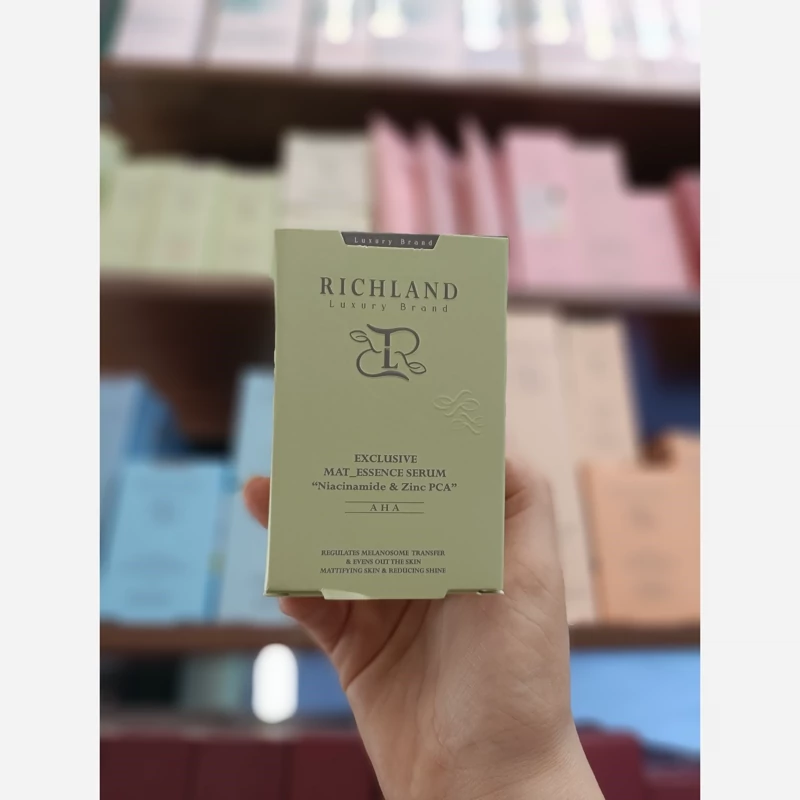 Luxury Brand
RICHLAND
Luxury Brand
EXCLUSIVE
MAT_ESSENCE SERUM
“Niacinamide & Zinc PCA”
AHA
REGULATES MELANOSOME TRANSFER
& EVENS OUT THE SKIN
MATTIFYING SKIN & REDUCING SHINE